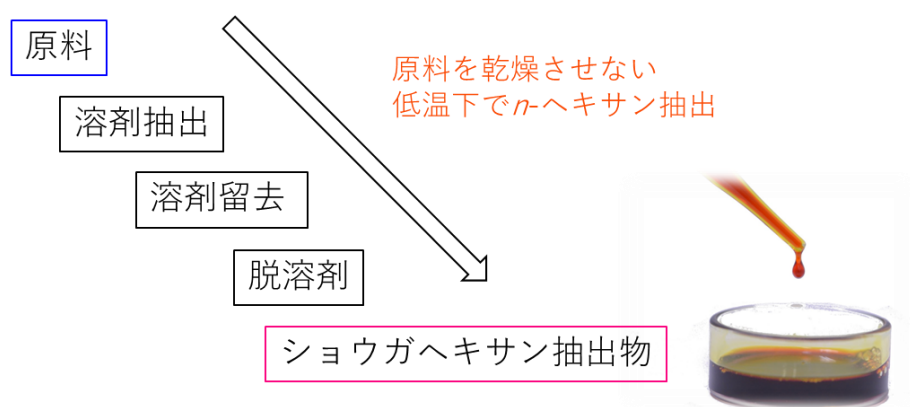 原料
原料を乾燥させない
低温下でn-ヘキサン抽出
溶剤抽出
溶剤留去
脱溶剤
ショウガヘキサン抽出物